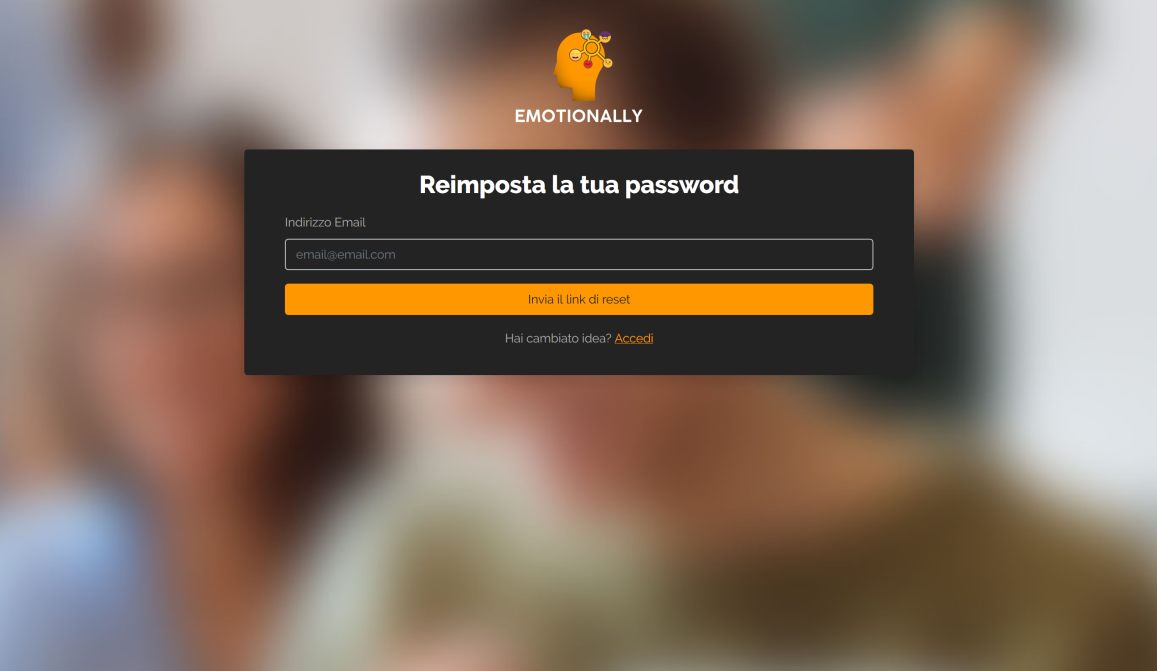 EMOTIONALLY
Reimposta la tua password
Indirizzo Email
email@email.com
Invia il link di reset
Hai cambiato idea? Accedi